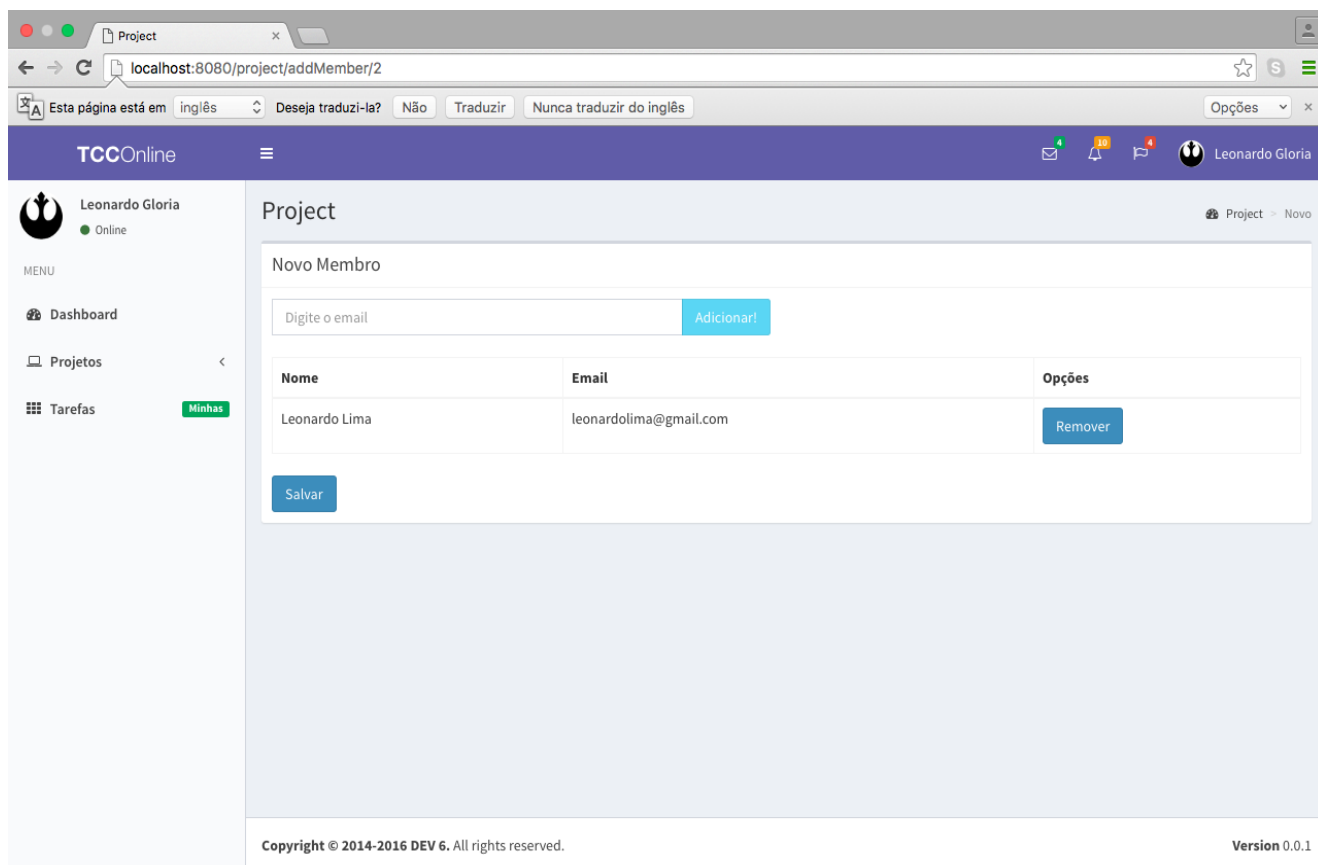 Project
localhost:8080/project/addMember/2
S
Esta página está em inglês Deseja traduzi-la? Não Traduzir Nunca traduzir do inglês Opções
TCCOnline 4 10 4 Leonardo Gloria
Leonardo Gloria
Online
MENU
Dashboard
Projetos
Tarefas Minhas
Project
Project > Novo
Novo Membro
Digite o email Adicionar!
Nome Email Opções
Leonardo Lima leonardolima@gmail.com Remover
Salvar
Copyright © 2014-2016 DEV 6. All rights reserved. Version 0.0.1